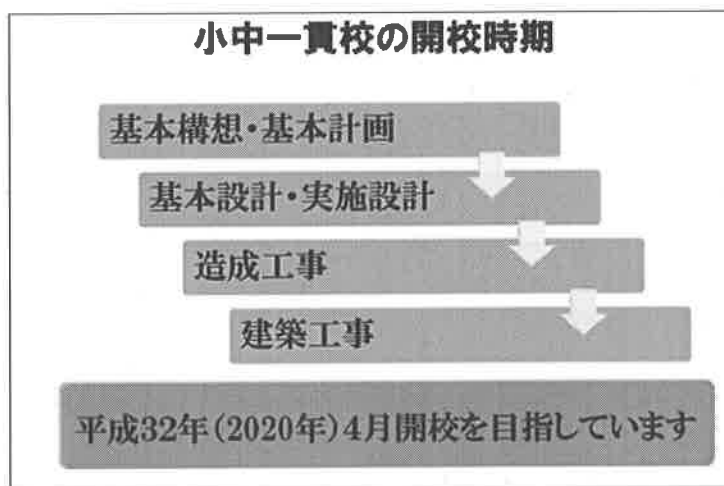 小中一貫校の開校時期
基本構想・基本計画
基本設計・実施設計
造成工事
建築工事
平成32年(2020年)4月開校を目指しています